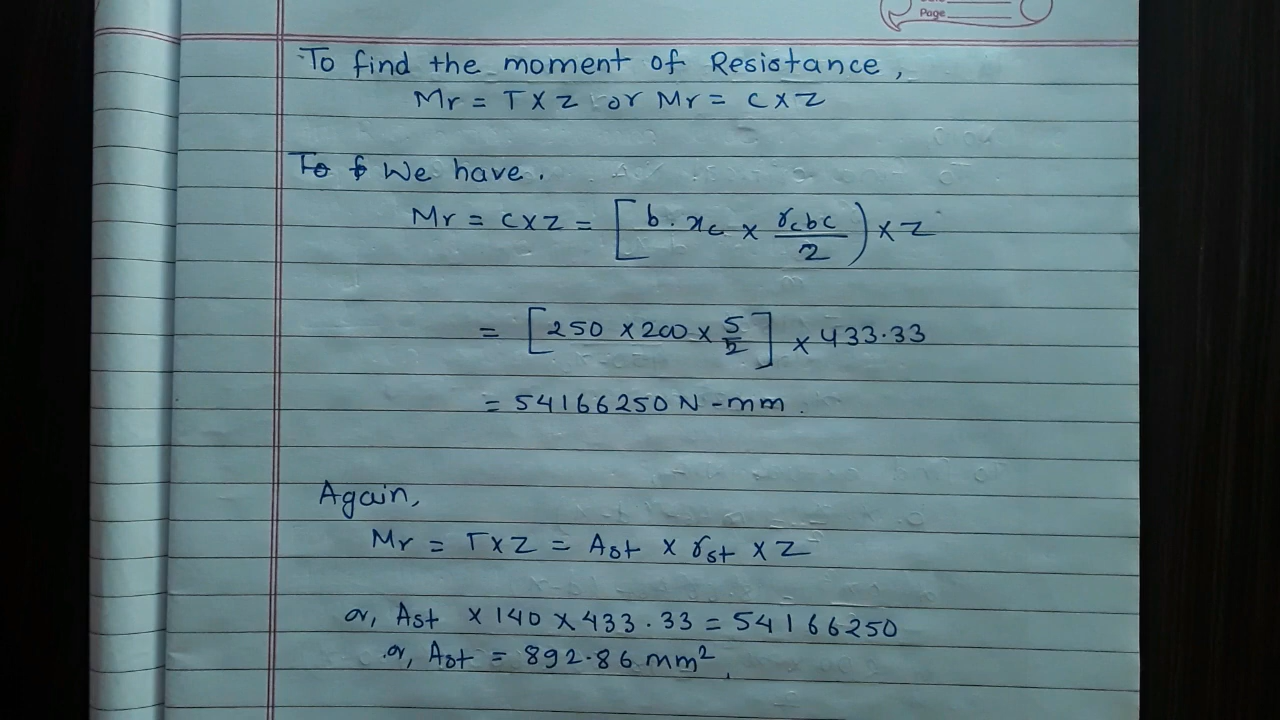 Page
To find the moment of Resistance,
Mr = T X Z or Mr = C X Z
To f We have.
Mr = C X Z = [ b. xc x σcbc/2 ) x Z
= [ 250 x 200 x 5/2 ] x 433.33
= 54166250 N-mm.
Again,
Mr = T X Z = Ast x σst x Z
or, Ast x 140 x 433.33 = 54166250
or, Ast = 892.86 mm²